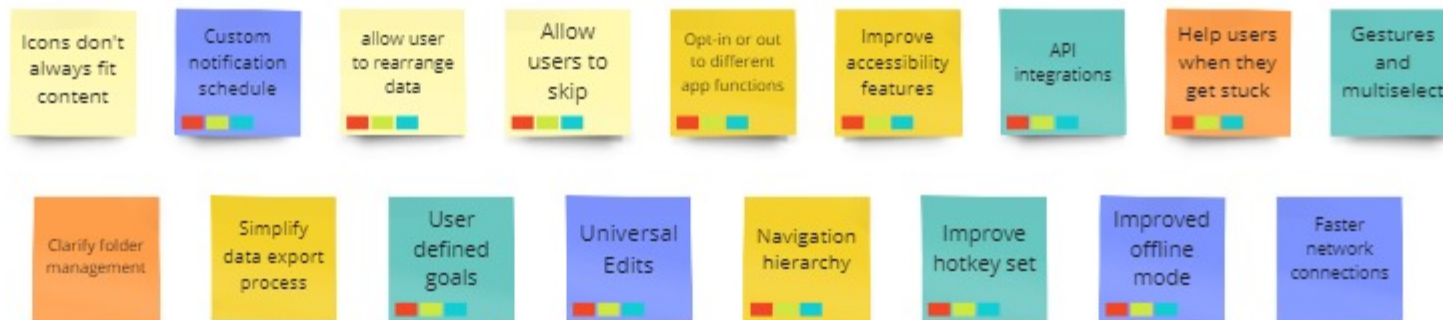 Icons don't
always fit
content
Custom
notification
schedule
allow user
to rearrange
data
Allow
users to
skip
Opt-in or out
to different
app functions
Improve
accessibility
features
API
integrations
Help users
when they
get stuck
Gestures
and
multiselect
Clarify folder
management
Simplify
data export
process
User
defined
goals
Universal
Edits
Navigation
hierarchy
Improve
hotkey set
Improved
offline
mode
Faster
network
connections